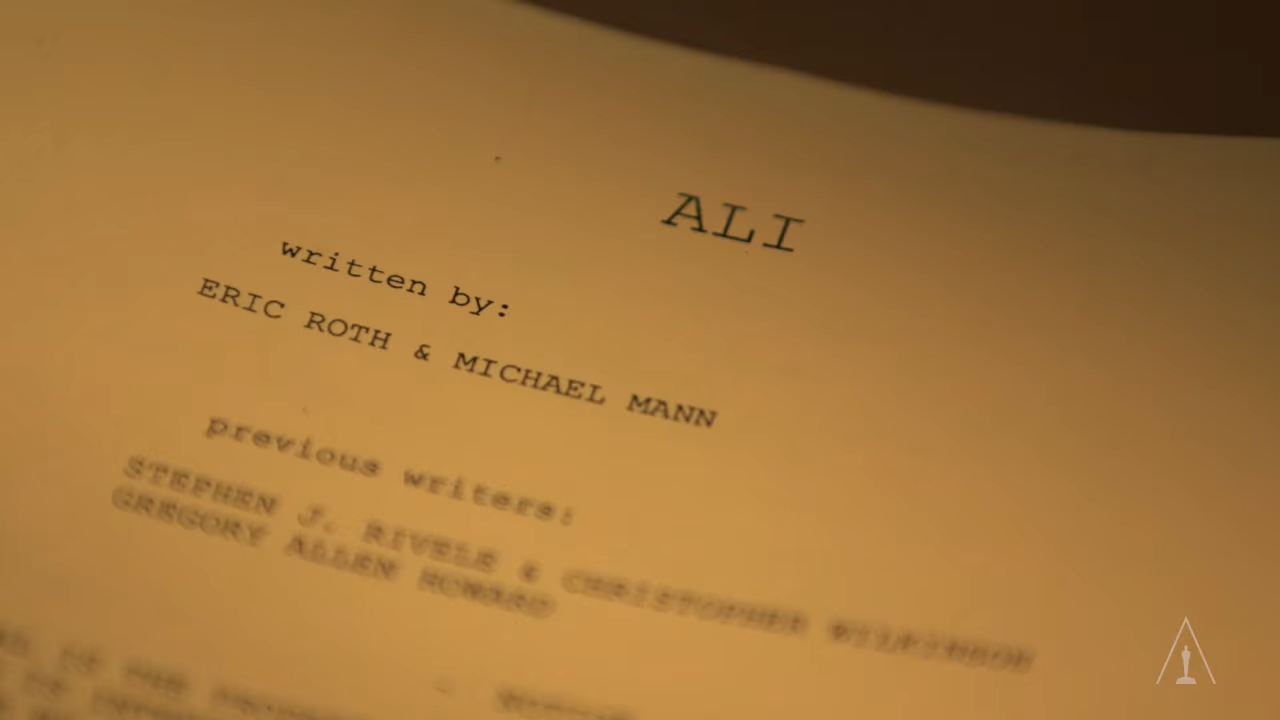 ALI
written by:
ERIC ROTH & MICHAEL MANN
previous writers:
STEPHEN J. RIVELE & CHRISTOPHER WILKINSON
GREGORY ALLEN HOWARD